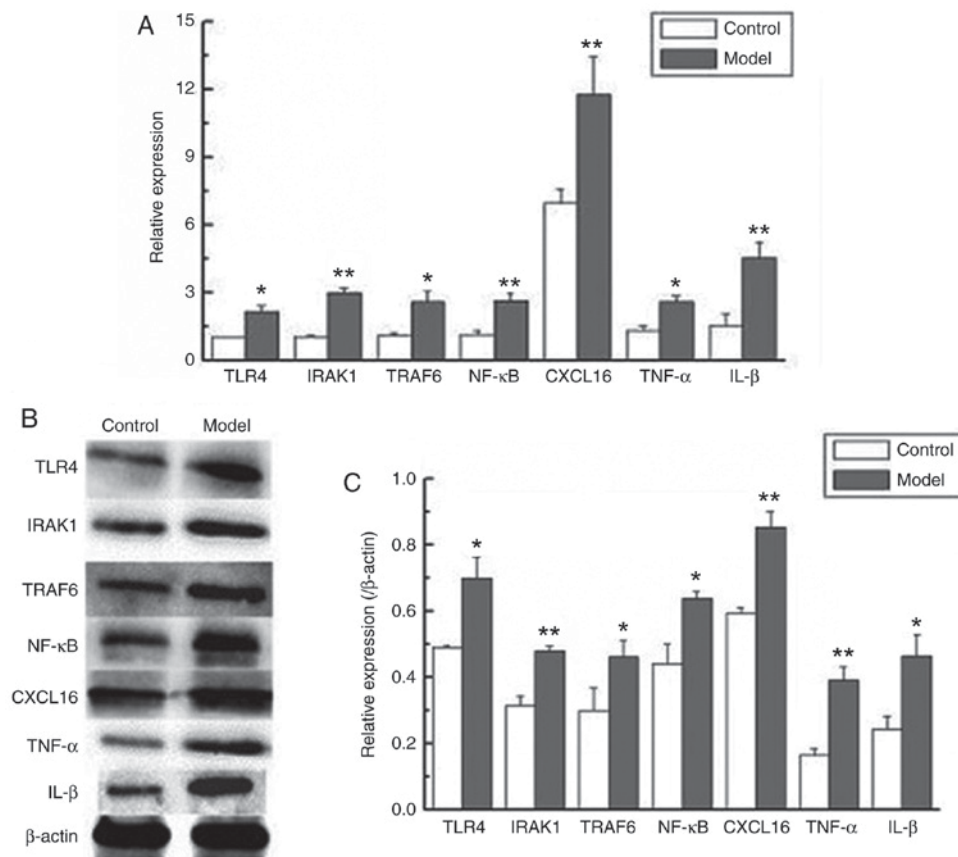 A
Control
Model
Relative expression
15
12
9
6
3
0
** 
* ** * ** * **
TLR4 IRAK1 TRAF6 NF-κB CXCL16 TNF-α IL-β
B
Control Model
TLR4
IRAK1
TRAF6
NF-κB
CXCL16
TNF-α
IL-β
β-actin
C
Control
Model
Relative expression (/β-actin)
1.0
0.8
0.6
0.4
0.2
0.0
* ** * * ** ** *
TLR4 IRAK1 TRAF6 NF-κB CXCL16 TNF-α IL-β